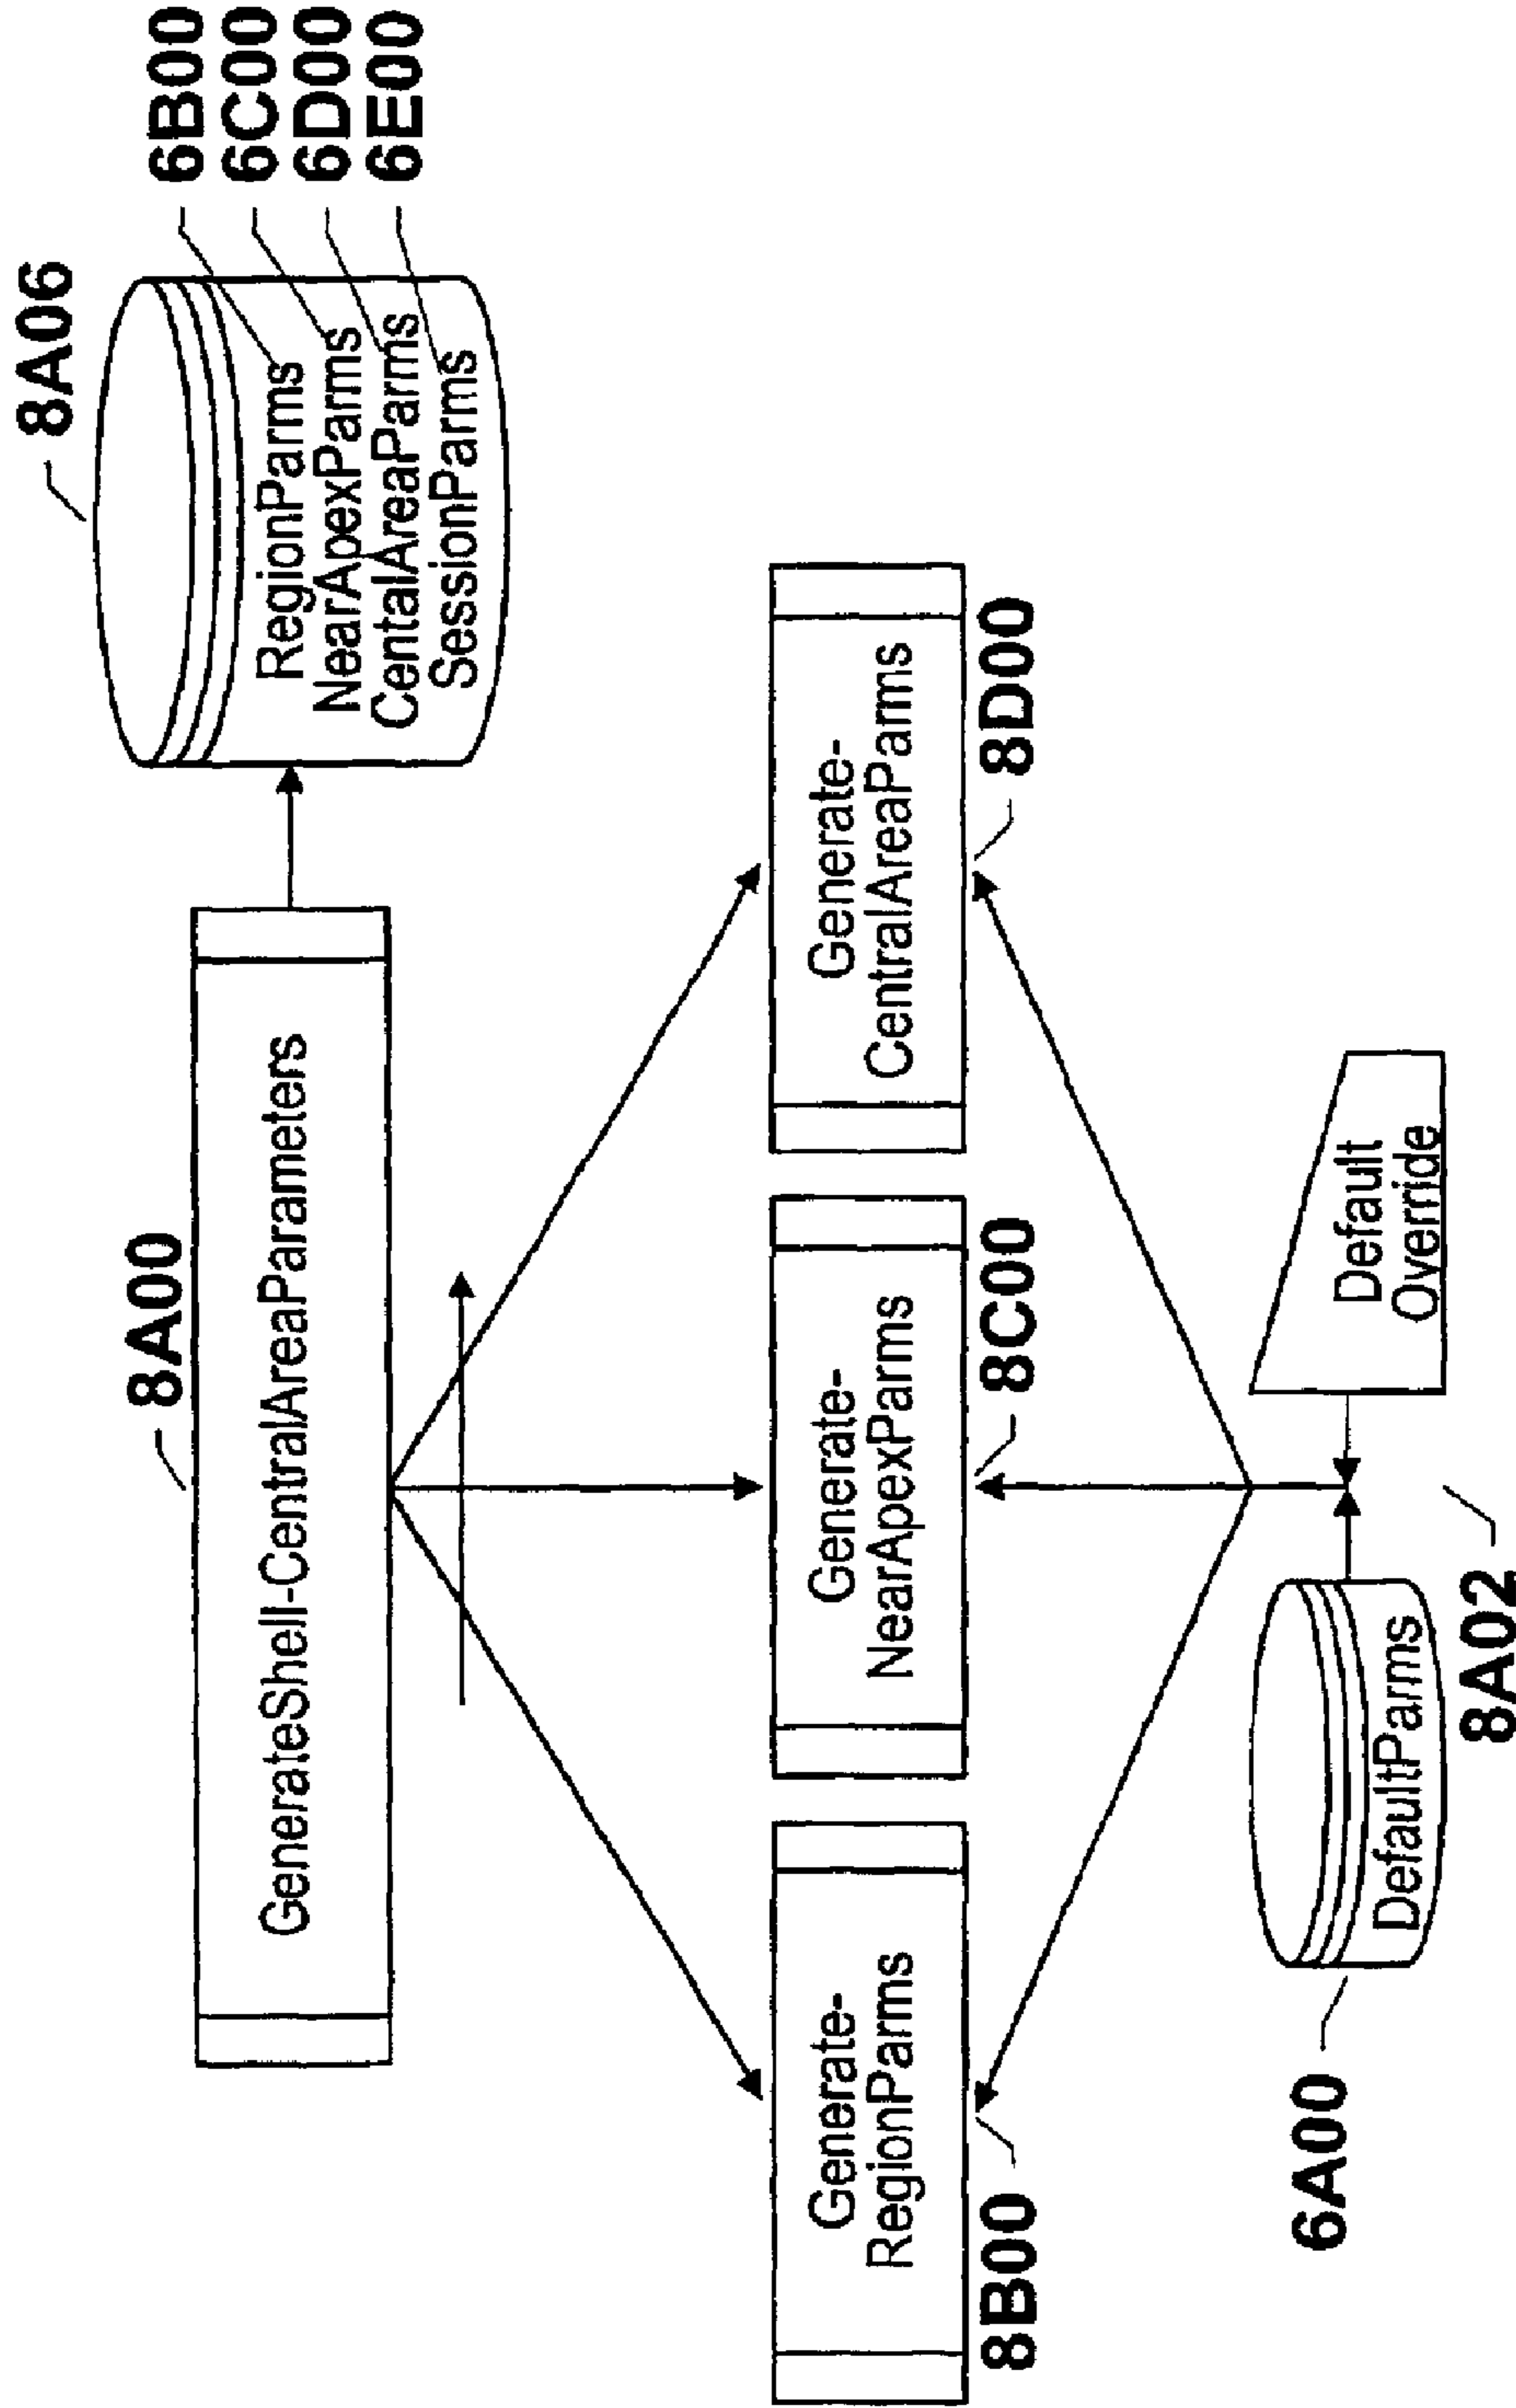 8A00
GenerateShell-CentralAreaParameters
8A06
RegionParms
NearApexParms
CentalAreaParms
SessionParms
6B00
6C00
6D00
6E00
Generate-
RegionParms
8B00
Generate-
NearApexParms
8C00
Generate-
CentralAreaParms
8D00
6A00
DefaultParms
8A02
Default
Override